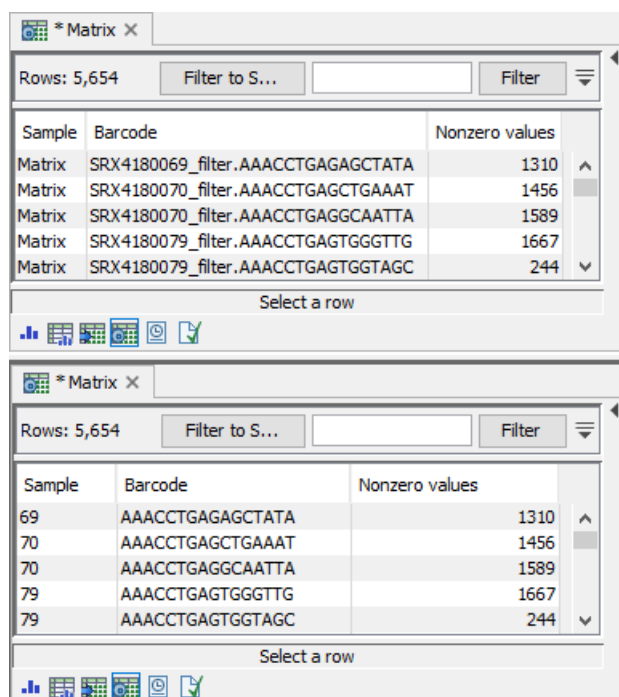 * Matrix
Rows: 5,654 Filter to S... Filter
Sample Barcode Nonzero values
Matrix SRX4180069_filter.AAACCTGAGAGCTATA 1310
Matrix SRX4180070_filter.AAACCTGAGCTGAAAT 1456
Matrix SRX4180070_filter.AAACCTGAGGCAATTA 1589
Matrix SRX4180079_filter.AAACCTGAGTGGGTTG 1667
Matrix SRX4180079_filter.AAACCTGAGTGGTAGC 244
Select a row
* Matrix
Rows: 5,654 Filter to S... Filter
Sample Barcode Nonzero values
69 AAACCTGAGAGCTATA 1310
70 AAACCTGAGCTGAAAT 1456
70 AAACCTGAGGCAATTA 1589
79 AAACCTGAGTGGGTTG 1667
79 AAACCTGAGTGGTAGC 244
Select a row